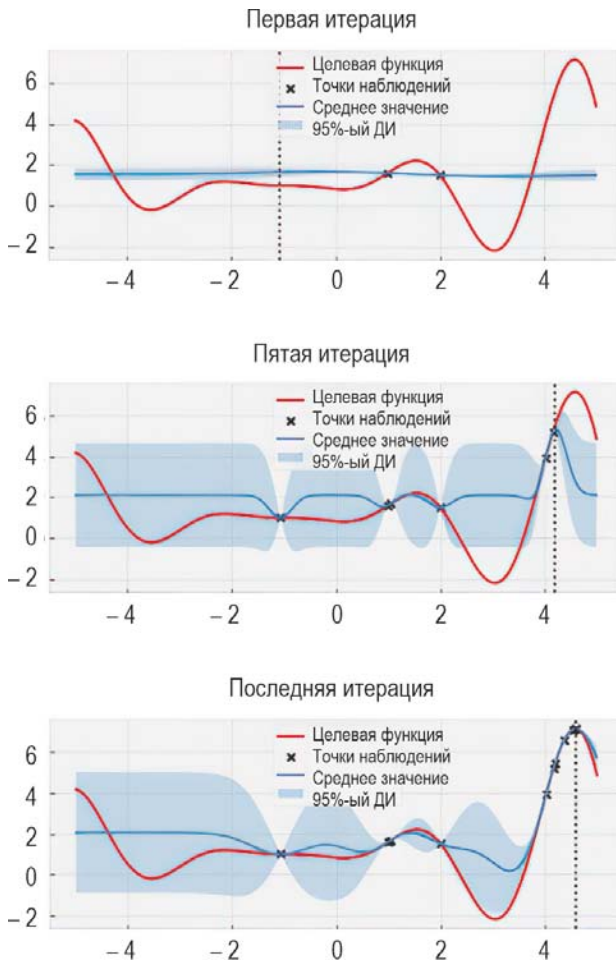 Первая итерация
Целевая функция
Точки наблюдений
Среднее значение
95%-ый ДИ
6
4
2
0
– 2
– 4
– 2
0
2
4
Пятая итерация
Целевая функция
Точки наблюдений
Среднее значение
95%-ый ДИ
6
4
2
0
– 2
– 4
– 2
0
2
4
Последняя итерация
Целевая функция
Точки наблюдений
Среднее значение
95%-ый ДИ
6
4
2
0
– 2
– 4
– 2
0
2
4